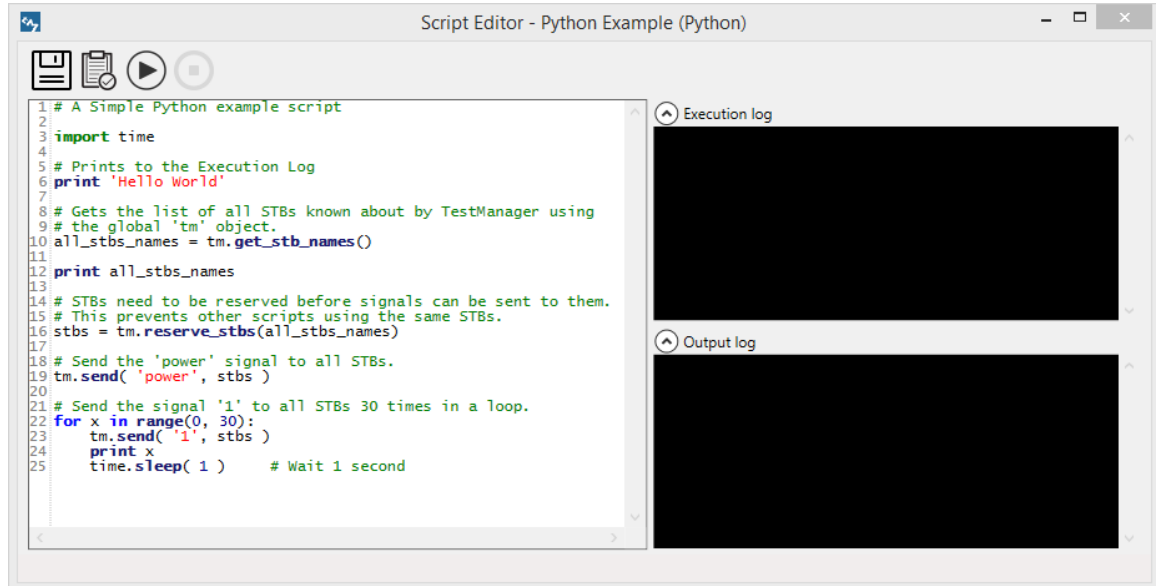 Script Editor - Python Example (Python)
1 # A Simple Python example script
2
3 import time
4
5 # Prints to the Execution Log
6 print 'Hello World'
7
8 # Gets the list of all STBs known about by TestManager using
9 # the global 'tm' object.
10 all_stbs_names = tm.get_stb_names()
11
12 print all_stbs_names
13
14 # STBs need to be reserved before signals can be sent to them.
15 # This prevents other scripts using the same STBs.
16 stbs = tm.reserve_stbs(all_stbs_names)
17
18 # Send the 'power' signal to all STBs.
19 tm.send( 'power', stbs )
20
21 # Send the signal '1' to all STBs 30 times in a loop.
22 for x in range(0, 30):
23     tm.send( '1', stbs )
24     print x
25     time.sleep( 1 )     # Wait 1 second
Execution log
Output log